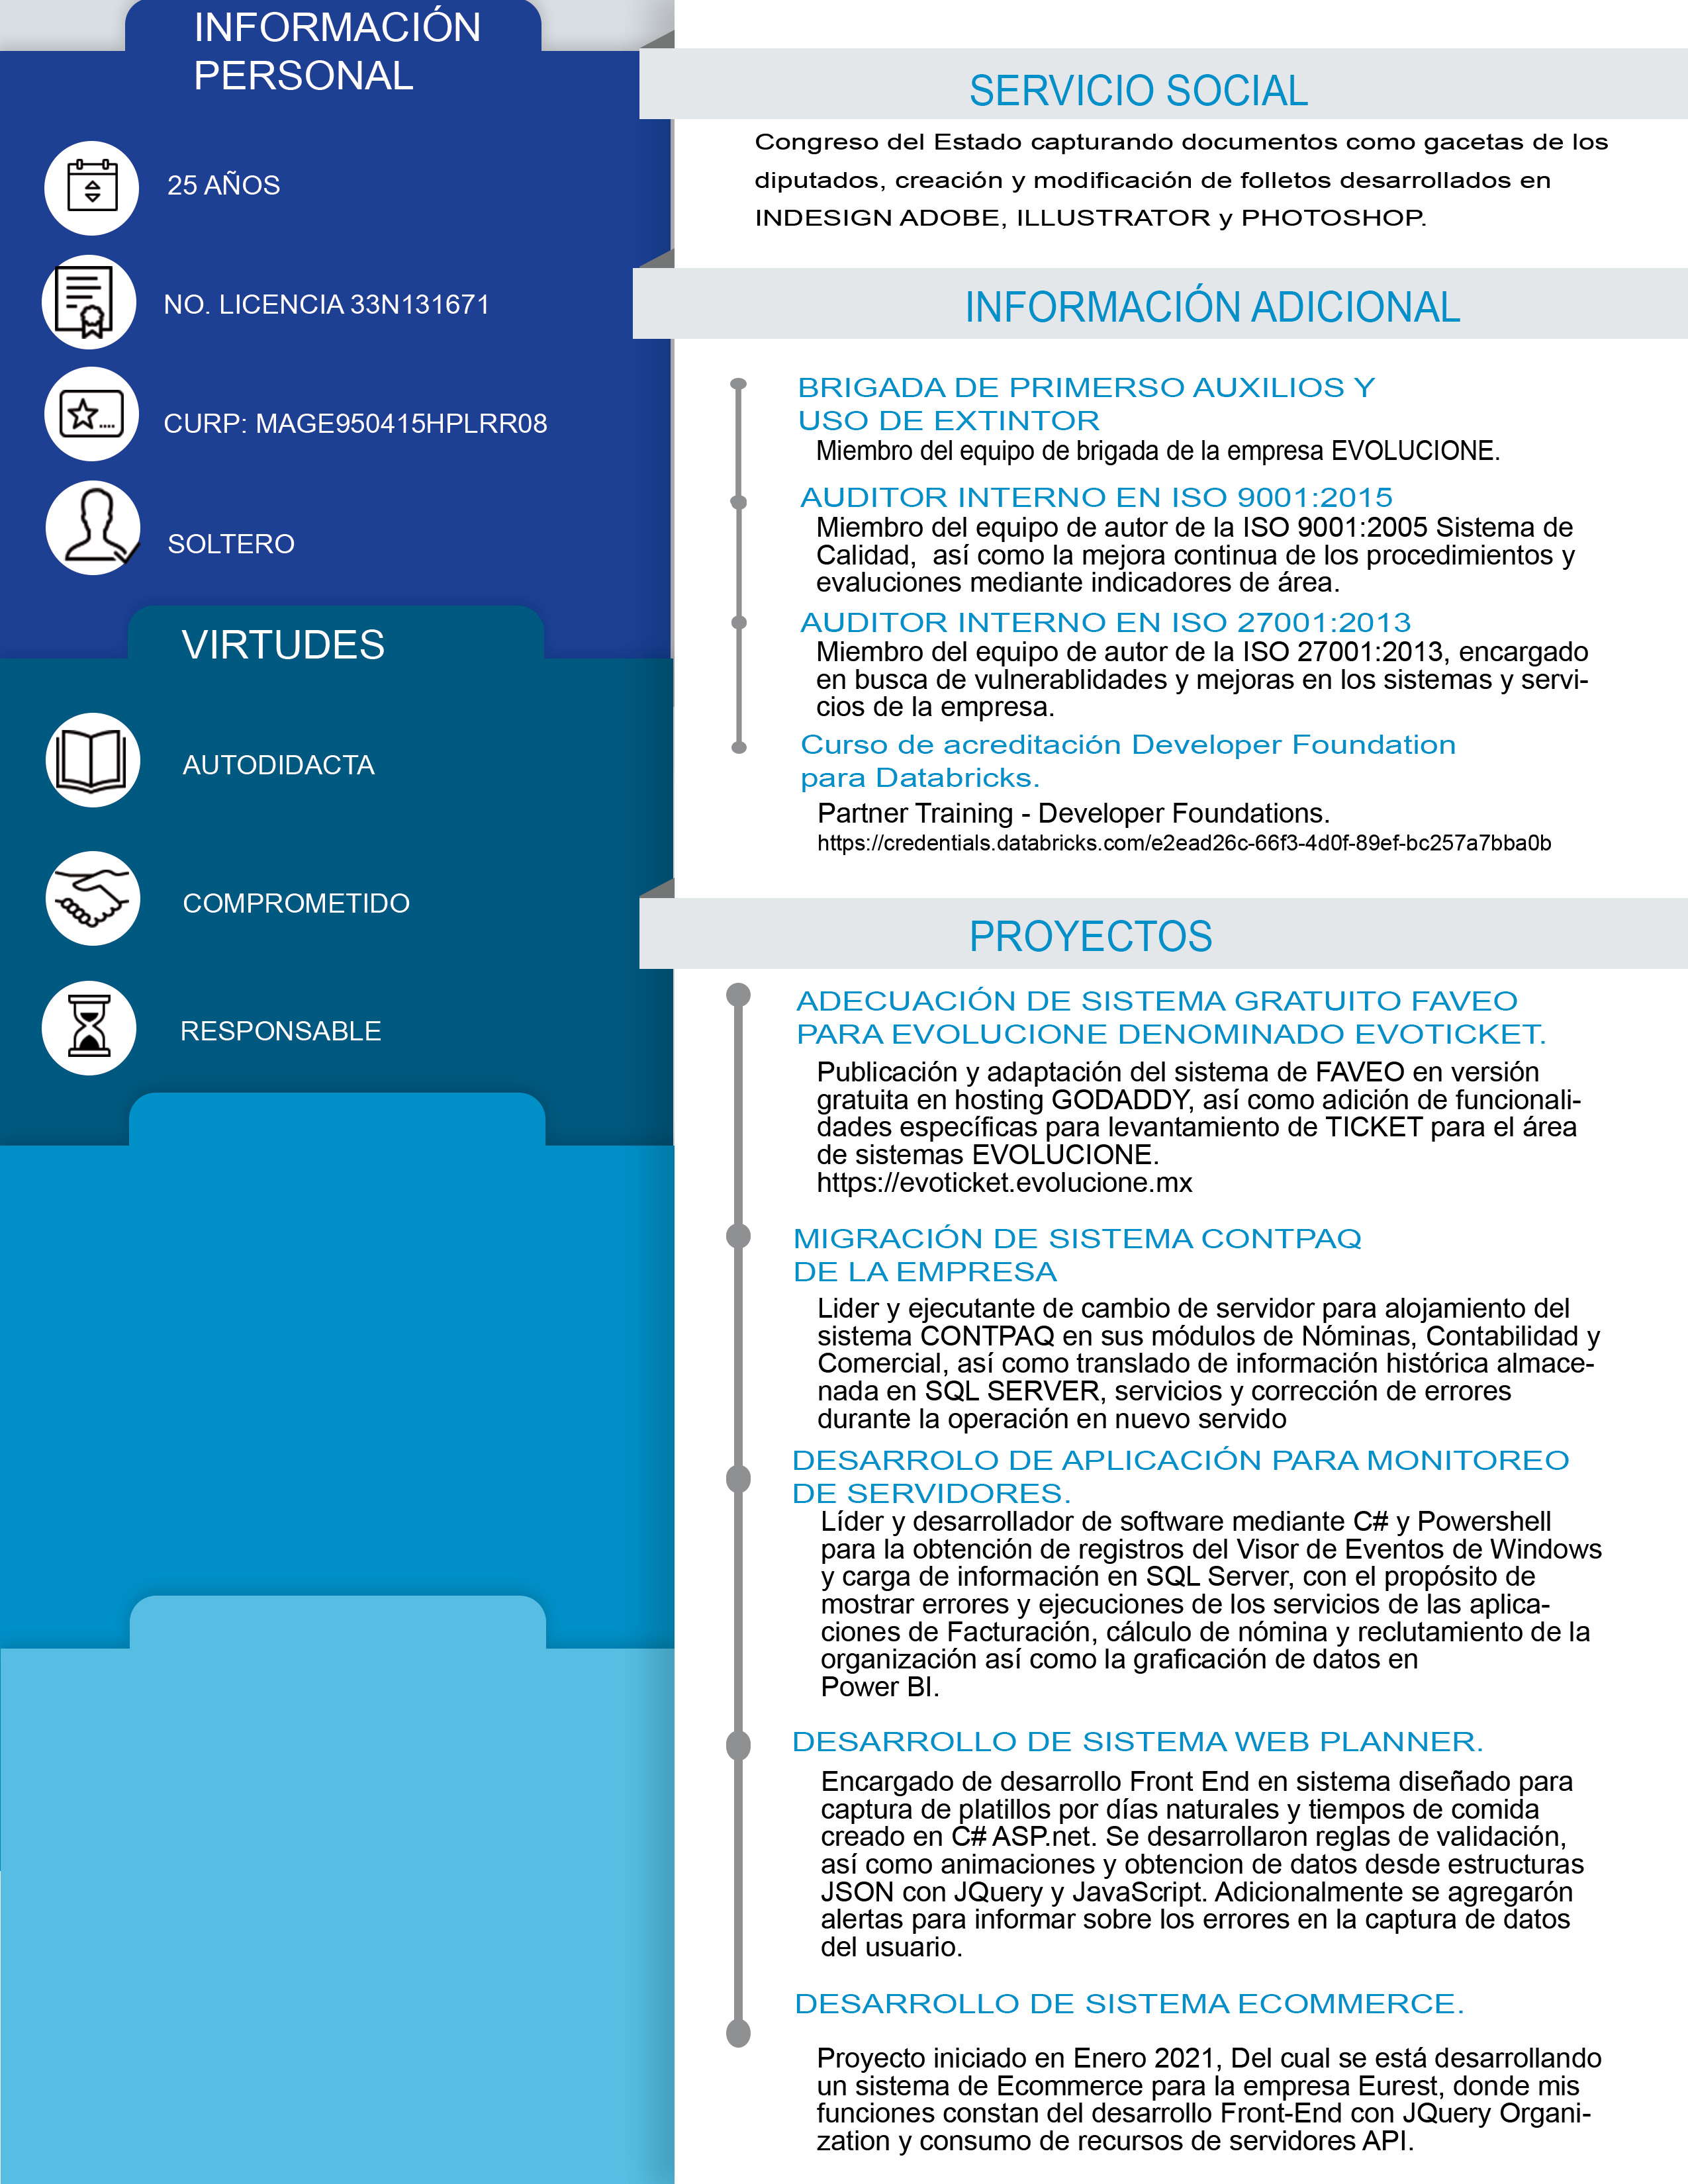 INFORMACIÓN
PERSONAL
25 AÑOS
NO. LICENCIA 33N131671
CURP: MAGE950415HPLRR08
SOLTERO
VIRTUDES
AUTODIDACTA
COMPROMETIDO
RESPONSABLE
SERVICIO SOCIAL
Congreso del Estado capturando documentos como gacetas de los
diputados, creación y modificación de folletos desarrollados en
INDESIGN ADOBE, ILLUSTRATOR y PHOTOSHOP.
INFORMACIÓN ADICIONAL
BRIGADA DE PRIMERSO AUXILIOS Y
USO DE EXTINTOR
Miembro del equipo de brigada de la empresa EVOLUCIONE.
AUDITOR INTERNO EN ISO 9001:2015
Miembro del equipo de autor de la ISO 9001:2005 Sistema de
Calidad,  así como la mejora continua de los procedimientos y
evaluciones mediante indicadores de área.
AUDITOR INTERNO EN ISO 27001:2013
Miembro del equipo de autor de la ISO 27001:2013, encargado
en busca de vulnerablidades y mejoras en los sistemas y servi-
cios de la empresa.
Curso de acreditación Developer Foundation
para Databricks.
Partner Training - Developer Foundations.
https://credentials.databricks.com/e2ead26c-66f3-4d0f-89ef-bc257a7bba0b
PROYECTOS
ADECUACIÓN DE SISTEMA GRATUITO FAVEO
PARA EVOLUCIONE DENOMINADO EVOTICKET.
Publicación y adaptación del sistema de FAVEO en versión
gratuita en hosting GODADDY, así como adición de funcionali-
dades específicas para levantamiento de TICKET para el área
de sistemas EVOLUCIONE.
https://evoticket.evolucione.mx
MIGRACIÓN DE SISTEMA CONTPAQ
DE LA EMPRESA
Lider y ejecutante de cambio de servidor para alojamiento del
sistema CONTPAQ en sus módulos de Nóminas, Contabilidad y
Comercial, así como translado de información histórica almace-
nada en SQL SERVER, servicios y corrección de errores
durante la operación en nuevo servido
DESARROLO DE APLICACIÓN PARA MONITOREO
DE SERVIDORES.
Líder y desarrollador de software mediante C# y Powershell
para la obtención de registros del Visor de Eventos de Windows
y carga de información en SQL Server, con el propósito de
mostrar errores y ejecuciones de los servicios de las aplica-
ciones de Facturación, cálculo de nómina y reclutamiento de la
organización así como la graficación de datos en
Power BI.
DESARROLLO DE SISTEMA WEB PLANNER.
Encargado de desarrollo Front End en sistema diseñado para
captura de platillos por días naturales y tiempos de comida
creado en C# ASP.net. Se desarrollaron reglas de validación,
así como animaciones y obtencion de datos desde estructuras
JSON con JQuery y JavaScript. Adicionalmente se agregarón
alertas para informar sobre los errores en la captura de datos
del usuario.
DESARROLLO DE SISTEMA ECOMMERCE.
Proyecto iniciado en Enero 2021, Del cual se está desarrollando
un sistema de Ecommerce para la empresa Eurest, donde mis
funciones constan del desarrollo Front-End con JQuery Organi-
zation y consumo de recursos de servidores API.